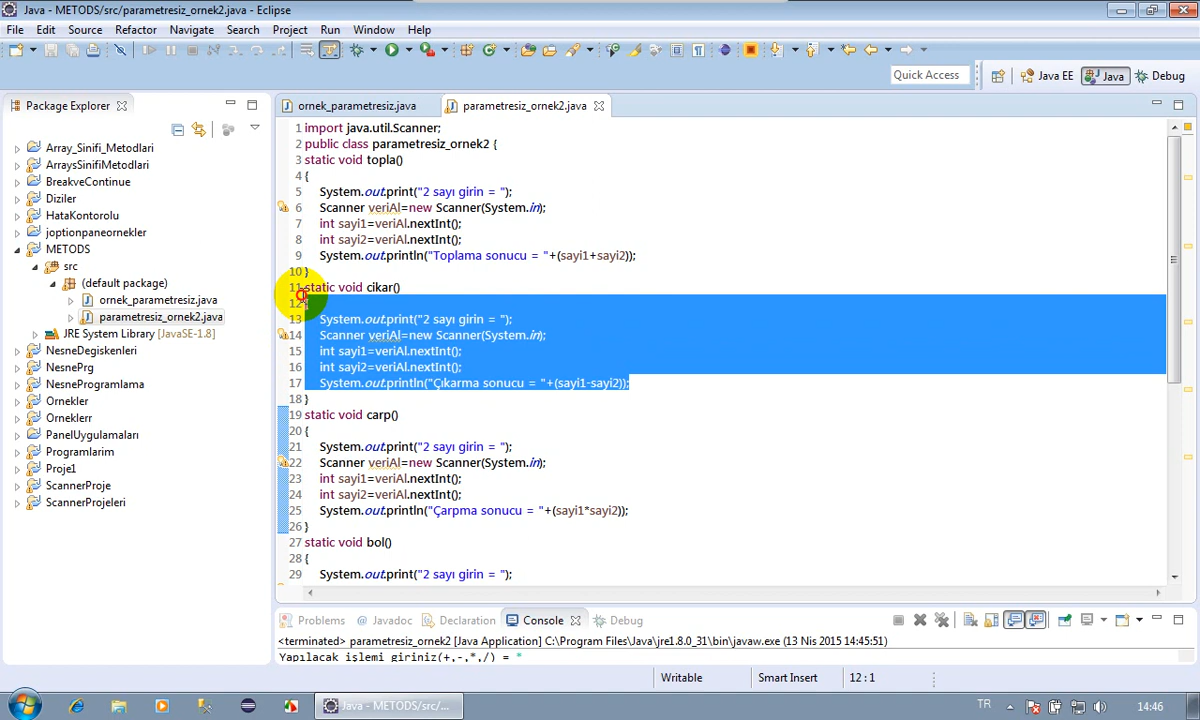 Java - METODS/src/parametresiz_ornek2.java - Eclipse
File Edit Source Refactor Navigate Search Project Run Window Help
Quick Access
Java EE
Java
Debug
Package Explorer
Array_Sinifi_Metodlari
ArraysSinifiMetodlari
BreakveContinue
Diziler
HataKontorolu
joptionpaneornekler
METODS
src
(default package)
ornek_parametresiz.java
parametresiz_ornek2.java
JRE System Library [JavaSE-1.8]
NesneDegiskenleri
NesnePrg
NesneProgramlama
Ornekler
Orneklerr
PanelUygulamaları
Programlarim
Proje1
ScannerProje
ScannerProjeleri
ornek_parametresiz.java
parametresiz_ornek2.java
1 import java.util.Scanner;
2 public class parametresiz_ornek2 {
3 static void topla()
4 {
5 System.out.print("2 sayı girin = ");
6 Scanner veriAl=new Scanner(System.in);
7 int sayi1=veriAl.nextInt();
8 int sayi2=veriAl.nextInt();
9 System.out.println("Toplama sonucu = "+(sayi1+sayi2));
10 }
11 static void cikar()
12 {
13 System.out.print("2 sayı girin = ");
14 Scanner veriAl=new Scanner(System.in);
15 int sayi1=veriAl.nextInt();
16 int sayi2=veriAl.nextInt();
17 System.out.println("Çıkarma sonucu = "+(sayi1-sayi2));
18 }
19 static void carp()
20 {
21 System.out.print("2 sayı girin = ");
22 Scanner veriAl=new Scanner(System.in);
23 int sayi1=veriAl.nextInt();
24 int sayi2=veriAl.nextInt();
25 System.out.println("Çarpma sonucu = "+(sayi1*sayi2));
26 }
27 static void bol()
28 {
29 System.out.print("2 sayı girin = ");
Problems
Javadoc
Declaration
Console
Debug
<terminated> parametresiz_ornek2 [Java Application] C:\Program Files\Java\jre1.8.0_31\bin\javaw.exe (13 Nis 2015 14:45:51)
Yapılacak işlemi giriniz(+,-,*,/) = *
Writable
Smart Insert
12 : 1
Java - METODS/src/...
TR
14:46